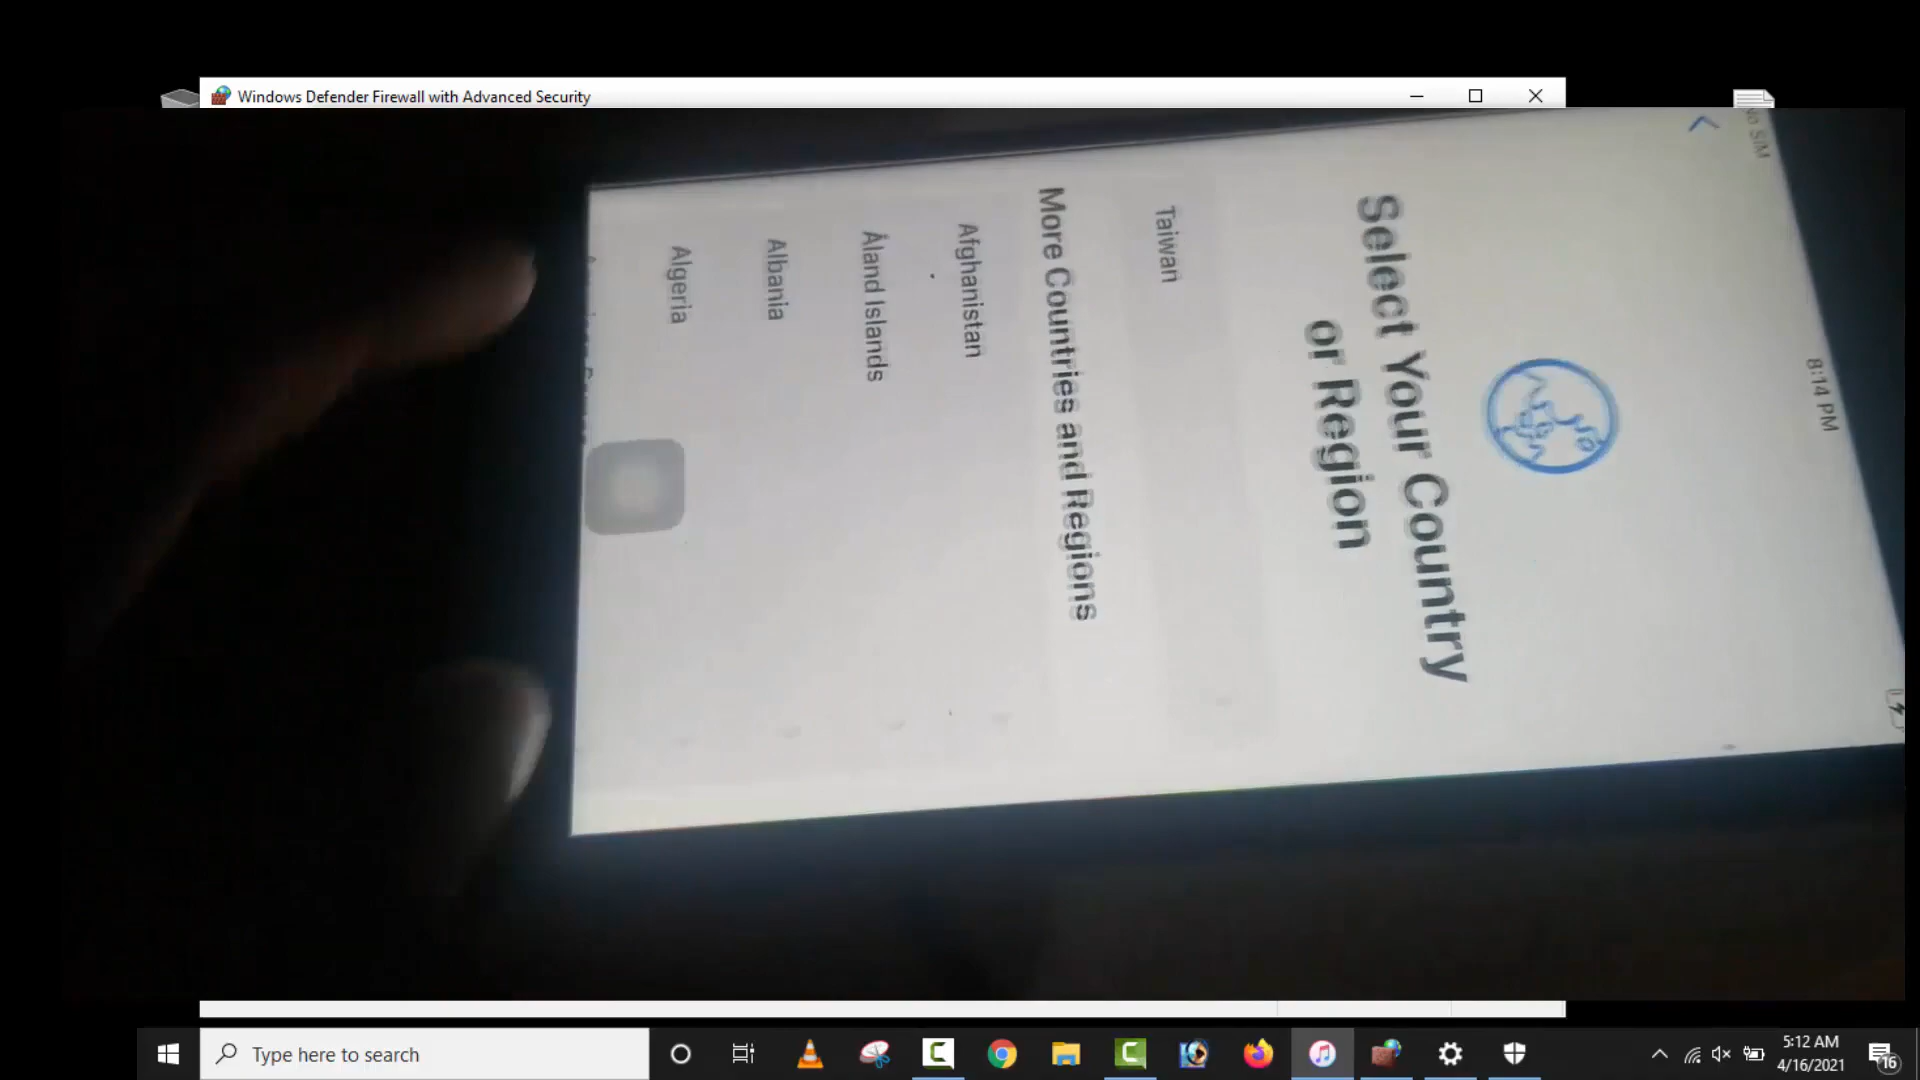 Windows Defender Firewall with Advanced Security
No SIM
8:14 PM
Select Your Country
or Region
Taiwan
More Countries and Regions
Afghanistan
Åland Islands
Albania
Algeria
Type here to search
5:12 AM
4/16/2021
16